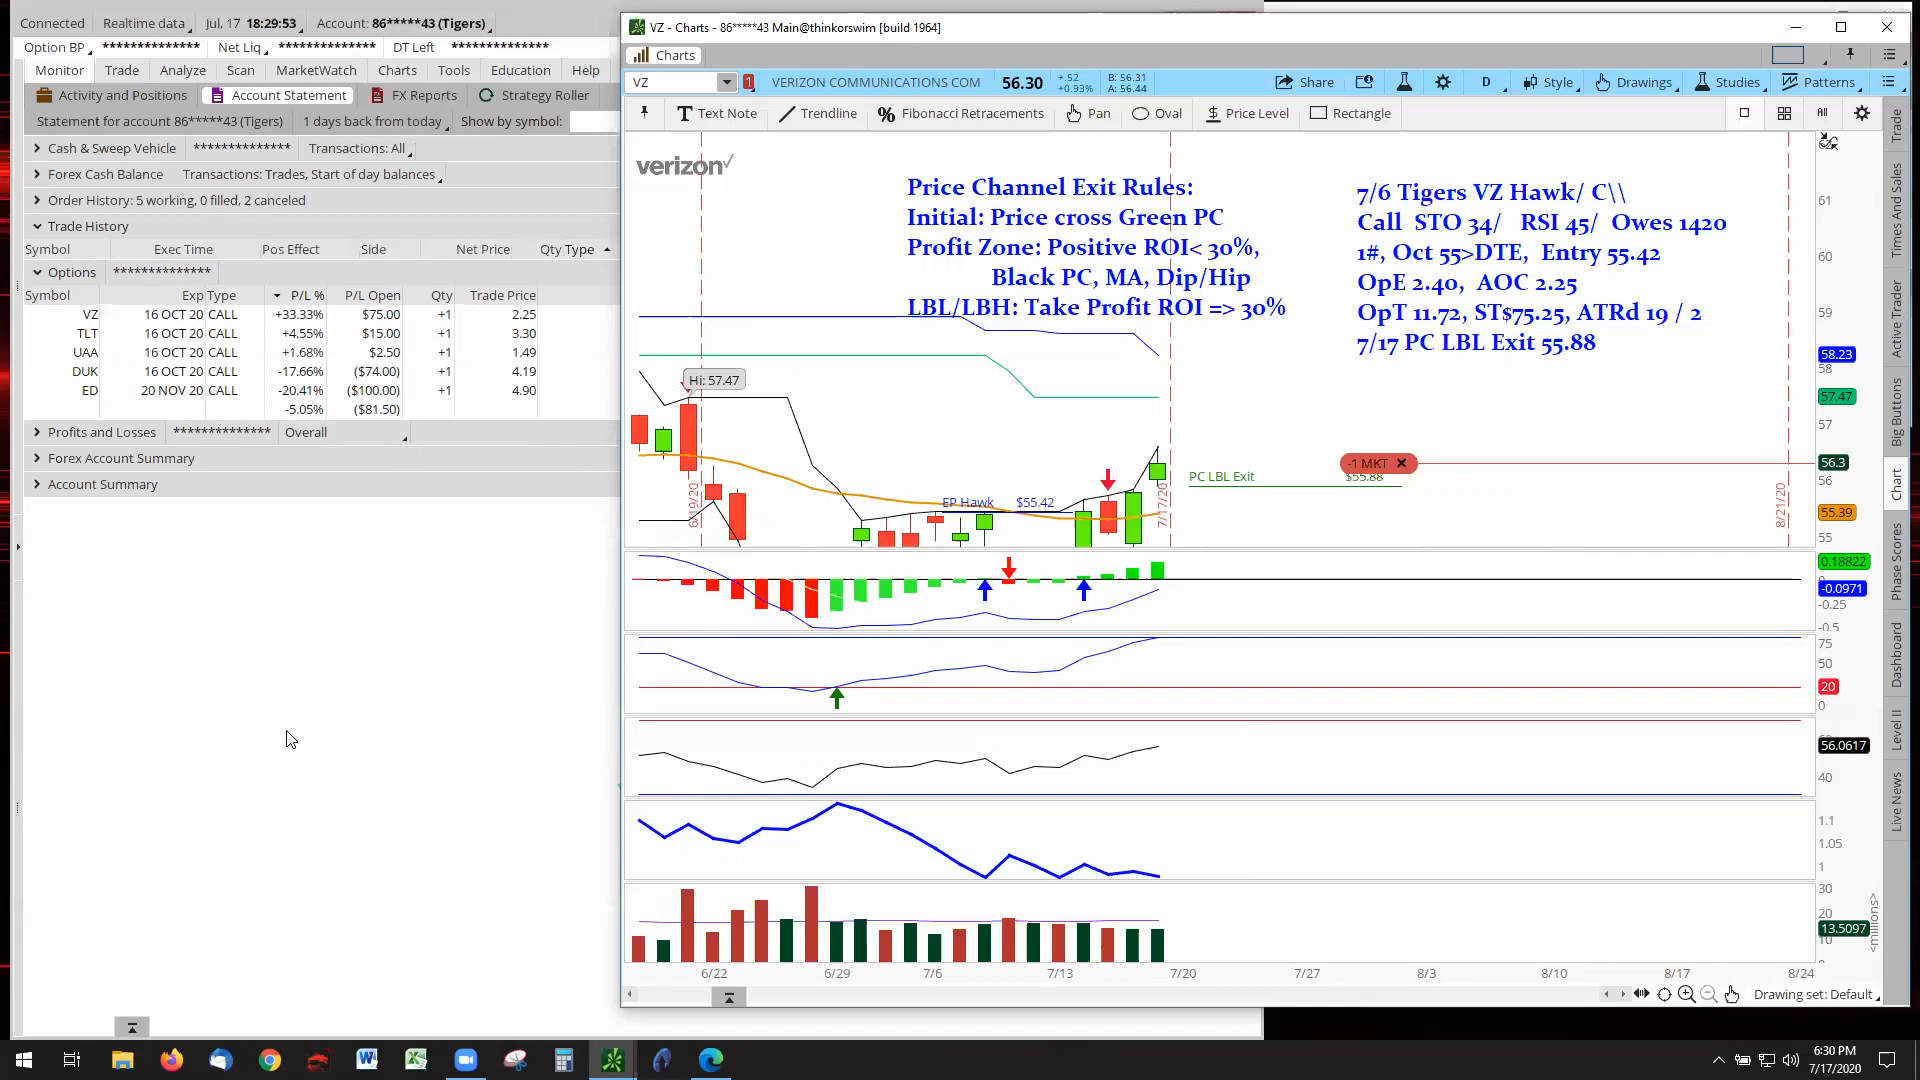 Connected Realtime data Jul, 17 18:29:53 Account: 86*****43 (Tigers)
Option BP ************** Net Liq ************** DT Left **************
Monitor Trade Analyze Scan MarketWatch Charts Tools Education Help
Activity and Positions Account Statement FX Reports Strategy Roller
Statement for account 86*****43 (Tigers) 1 days back from today Show by symbol:
Cash & Sweep Vehicle ************** Transactions: All
Forex Cash Balance Transactions: Trades, Start of day balances
Order History: 5 working, 0 filled, 2 canceled
Trade History
Symbol Exec Time Pos Effect Side Net Price Qty Type
Options **************
Symbol Exp Type P/L % P/L Open Qty Trade Price
VZ 16 OCT 20 CALL +33.33% $75.00 +1 2.25
TLT 16 OCT 20 CALL +4.55% $15.00 +1 3.30
UAA 16 OCT 20 CALL +1.68% $2.50 +1 1.49
DUK 16 OCT 20 CALL -17.66% ($74.00) +1 4.19
ED 20 NOV 20 CALL -20.41% ($100.00) +1 4.90
-5.05% ($81.50)
Profits and Losses ************** Overall
Forex Account Summary
Account Summary
VZ - Charts - 86*****43 Main@thinkorswim [build 1964]
Charts
VZ 1 VERIZON COMMUNICATIONS COM 56.30 +.52 +0.93% B: 56.31 A: 56.44 Share D Style Drawings Studies Patterns
Text Note Trendline Fibonacci Retracements Pan Oval Price Level Rectangle All
verizon
Price Channel Exit Rules:
Initial: Price cross Green PC
Profit Zone: Positive ROI< 30%,
Black PC, MA, Dip/Hip
LBL/LBH: Take Profit ROI => 30%
7/6 Tigers VZ Hawk/ C\\
Call STO 34/ RSI 45/ Owes 1420
1#, Oct 55>DTE, Entry 55.42
OpE 2.40, AOC 2.25
OpT 11.72, ST$75.25, ATRd 19 / 2
7/17 PC LBL Exit 55.88
Hi: 57.47
6/19/20
EP Hawk $55.42
7/17/20
PC LBL Exit $55.88
-1 MKT
8/21/20
61
60
59
58.23
58
57.47
57
56.3
56
55.39
55
0.18822
-0.0971
-0.25
-0.5
75
50
20
0
56.0617
40
1.1
1.05
1
30
20
13.5097
10
<millions>
6/22 6/29 7/6 7/13 7/20 7/27 8/3 8/10 8/17 8/24
Drawing set: Default
Trade
Times And Sales
Active Trader
Big Buttons
Chart
Phase Scores
Dashboard
Level II
Live News
6:30 PM
7/17/2020